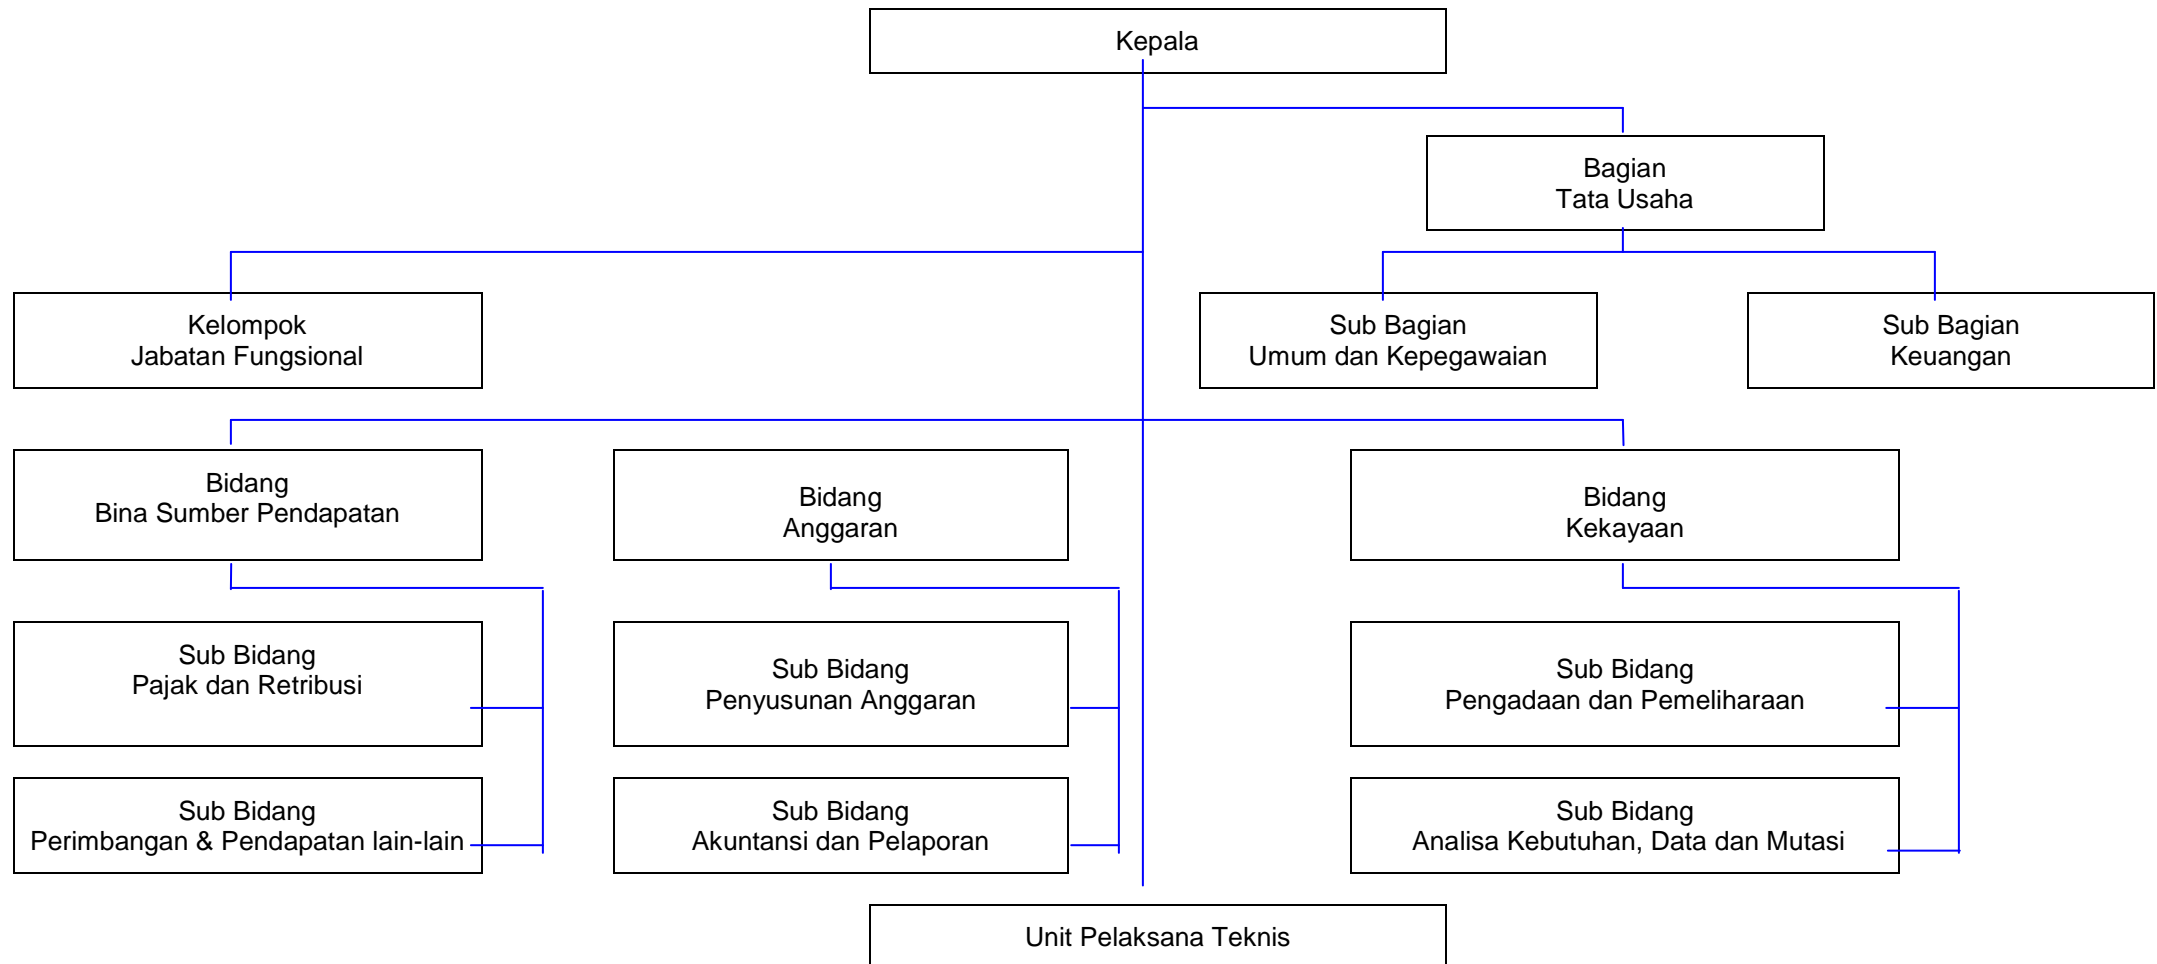 Kepala
Bagian
Tata Usaha
Kelompok
Jabatan Fungsional
Sub Bagian
Umum dan Kepegawaian
Sub Bagian
Keuangan
Bidang
Bina Sumber Pendapatan
Bidang
Anggaran
Bidang
Kekayaan
Sub Bidang
Pajak dan Retribusi
Sub Bidang
Penyusunan Anggaran
Sub Bidang
Pengadaan dan Pemeliharaan
Sub Bidang
Perimbangan & Pendapatan lain-lain
Sub Bidang
Akuntansi dan Pelaporan
Sub Bidang
Analisa Kebutuhan, Data dan Mutasi
Unit Pelaksana Teknis